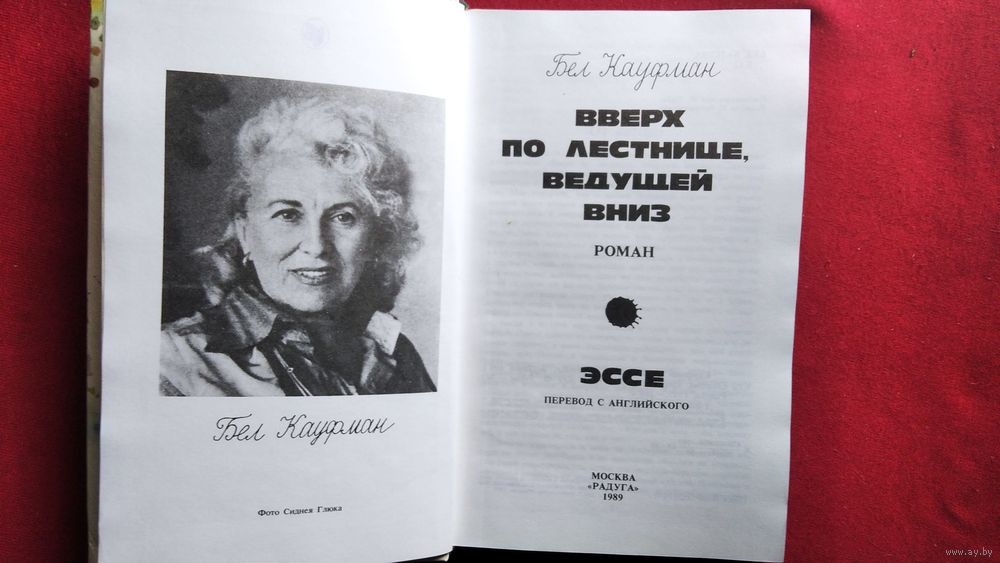 Бел Кауфман
Фото Сиднея Глюка
Бел Кауфман
ВВЕРХ
ПО ЛЕСТНИЦЕ,
ВЕДУЩЕЙ
ВНИЗ
РОМАН
ЭССЕ
ПЕРЕВОД С АНГЛИЙСКОГО
МОСКВА
«РАДУГА»
1989
www.ay.by